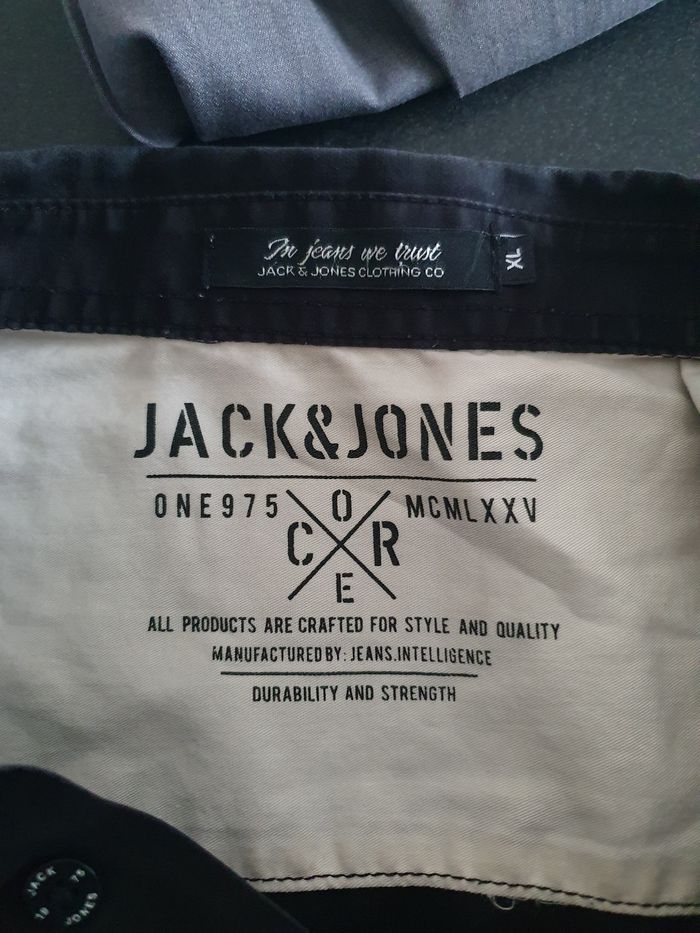 In jeans we trust
JACK & JONES CLOTHING CO
XL
JACK&JONES
ONE975 MCMLXXV
CORE
ALL PRODUCTS ARE CRAFTED FOR STYLE AND QUALITY
MANUFACTURED BY: JEANS.INTELLIGENCE
DURABILITY AND STRENGTH
JACK
75
19
JONES